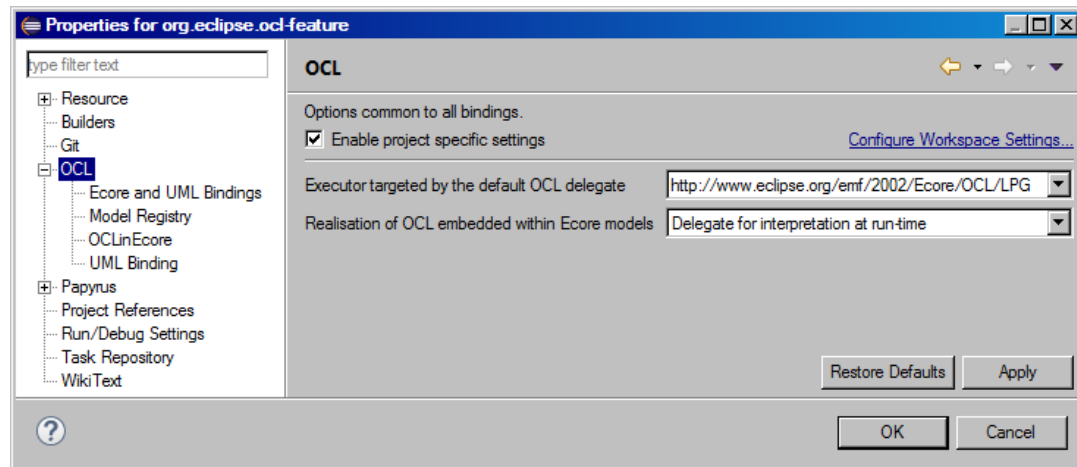 Properties for org.eclipse.ocl-feature
type filter text
OCL
Resource
Builders
Git
OCL
Ecore and UML Bindings
Model Registry
OCLinEcore
UML Binding
Papyrus
Project References
Run/Debug Settings
Task Repository
WikiText
Options common to all bindings.
Enable project specific settings
Configure Workspace Settings...
Executor targeted by the default OCL delegate
http://www.eclipse.org/emf/2002/Ecore/OCL/LPG
Realisation of OCL embedded within Ecore models
Delegate for interpretation at run-time
Restore Defaults
Apply
?
OK
Cancel